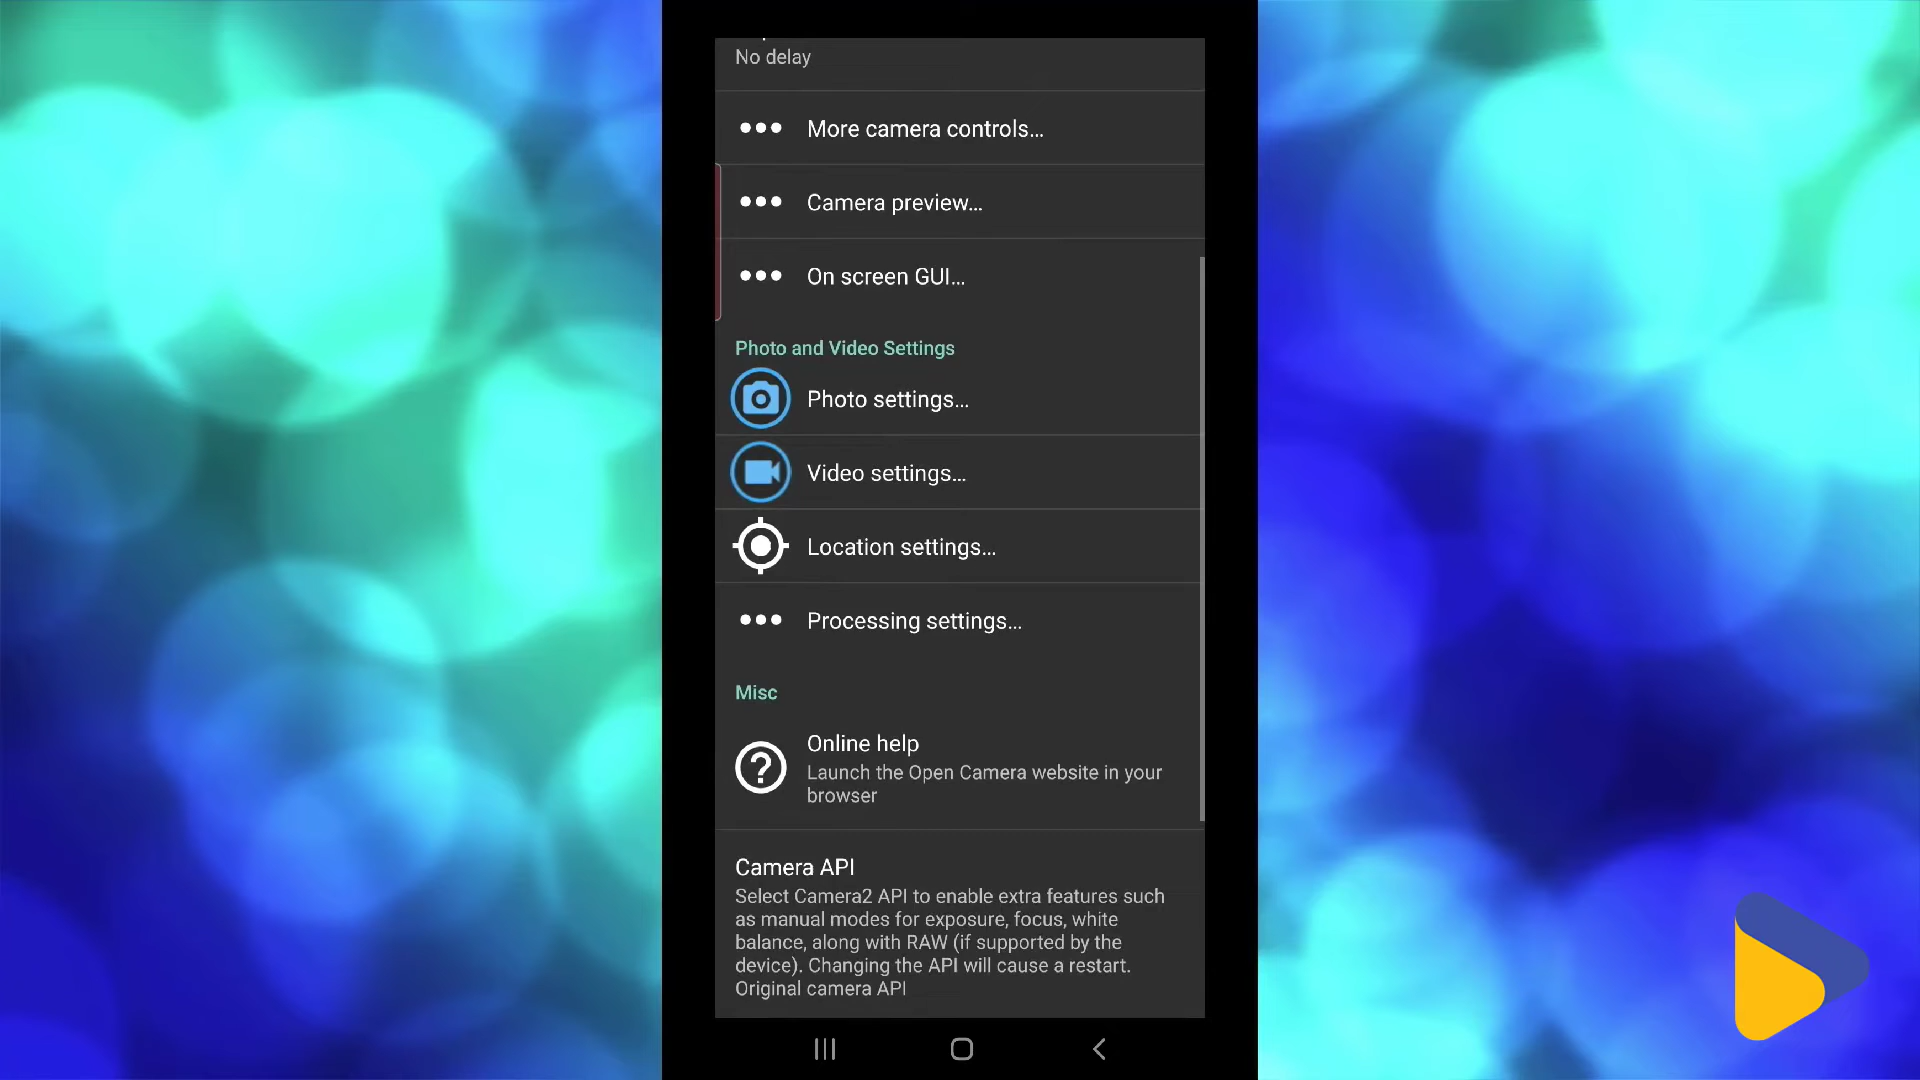 No delay
More camera controls...
Camera preview...
On screen GUI...
Photo and Video Settings
Photo settings...
Video settings...
Location settings...
Processing settings...
Misc
Online help
Launch the Open Camera website in your
browser
Camera API
Select Camera2 API to enable extra features such
as manual modes for exposure, focus, white
balance, along with RAW (if supported by the
device). Changing the API will cause a restart.
Original camera API